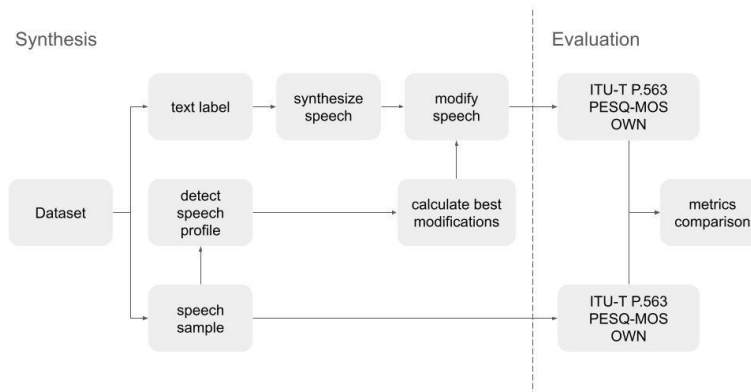 Synthesis
Evaluation
text label
synthesize
speech
modify
speech
ITU-T P.563
PESQ-MOS
OWN
Dataset
detect
speech
profile
calculate best
modifications
metrics
comparison
speech
sample
ITU-T P.563
PESQ-MOS
OWN